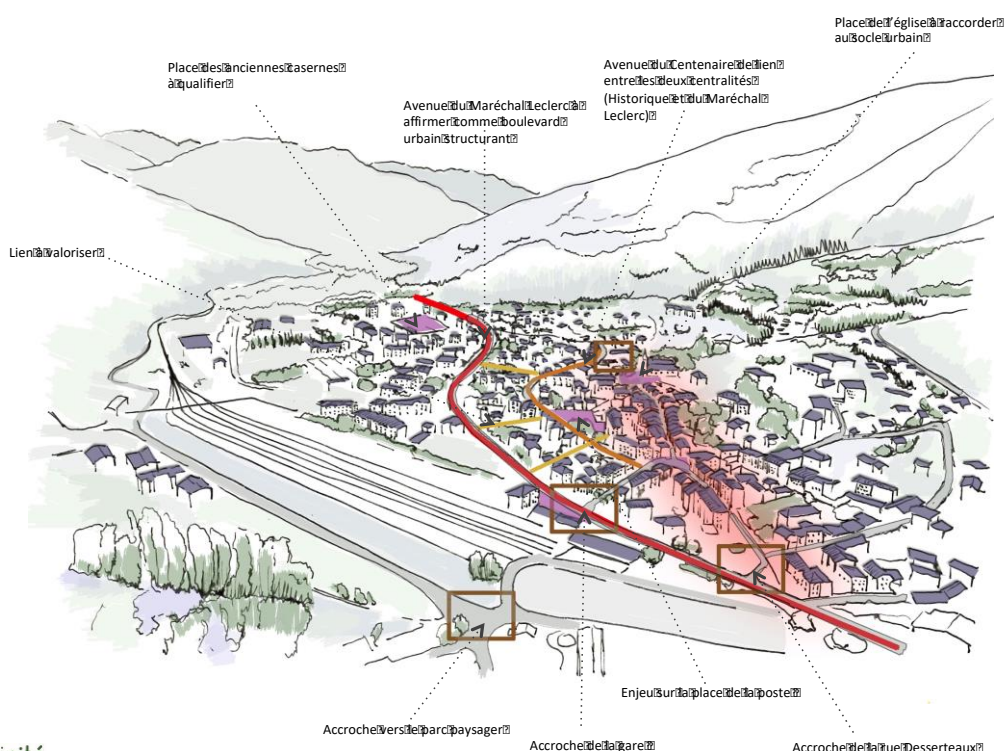 Place de l'église à raccorder
au socle urbain
Place des anciennes casernes
à qualifier
Avenue du Centenaire de lien
entre les deux centralités
(Historique et du Maréchal
Leclerc)
Avenue du Maréchal Leclerc à
affirmer comme boulevard
urbain structurant
Lien à valoriser
Enjeu sur la place de la poste
Accroche vers le parc paysager
Accroche de la gare
Accroche de la rue Desserteaux